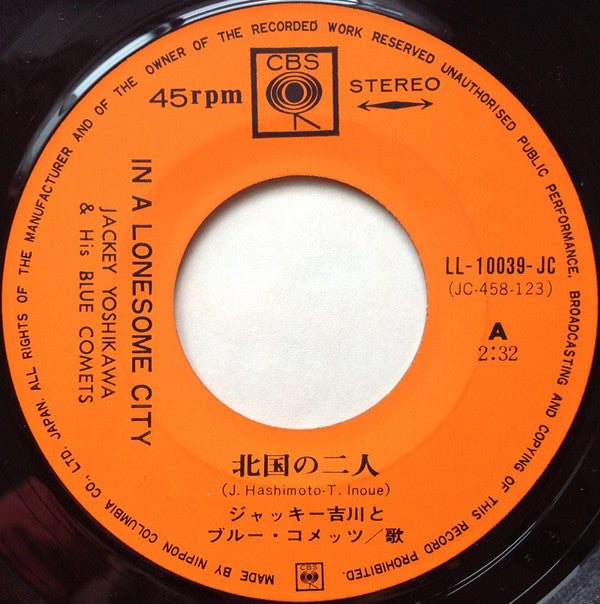 CBS
45rpm
STEREO
IN A LONESOME CITY
JACKEY YOSHIKAWA
& His BLUE COMETS
LL-10039-JC
(JC-458-123)
A
2:32
北国の二人
(J. Hashimoto-T. Inoue)
ジャッキー吉川と
ブルー・コメッツ/歌
MADE BY NIPPON COLUMBIA CO., LTD. JAPAN, ALL RIGHTS OF THE MANUFACTURER AND OF THE OWNER OF THE RECORDED WORK RESERVED UNAUTHORISED PUBLIC PERFORMANCE, BROADCASTING AND COPYING OF THIS RECORD PROHIBITED.
CBS